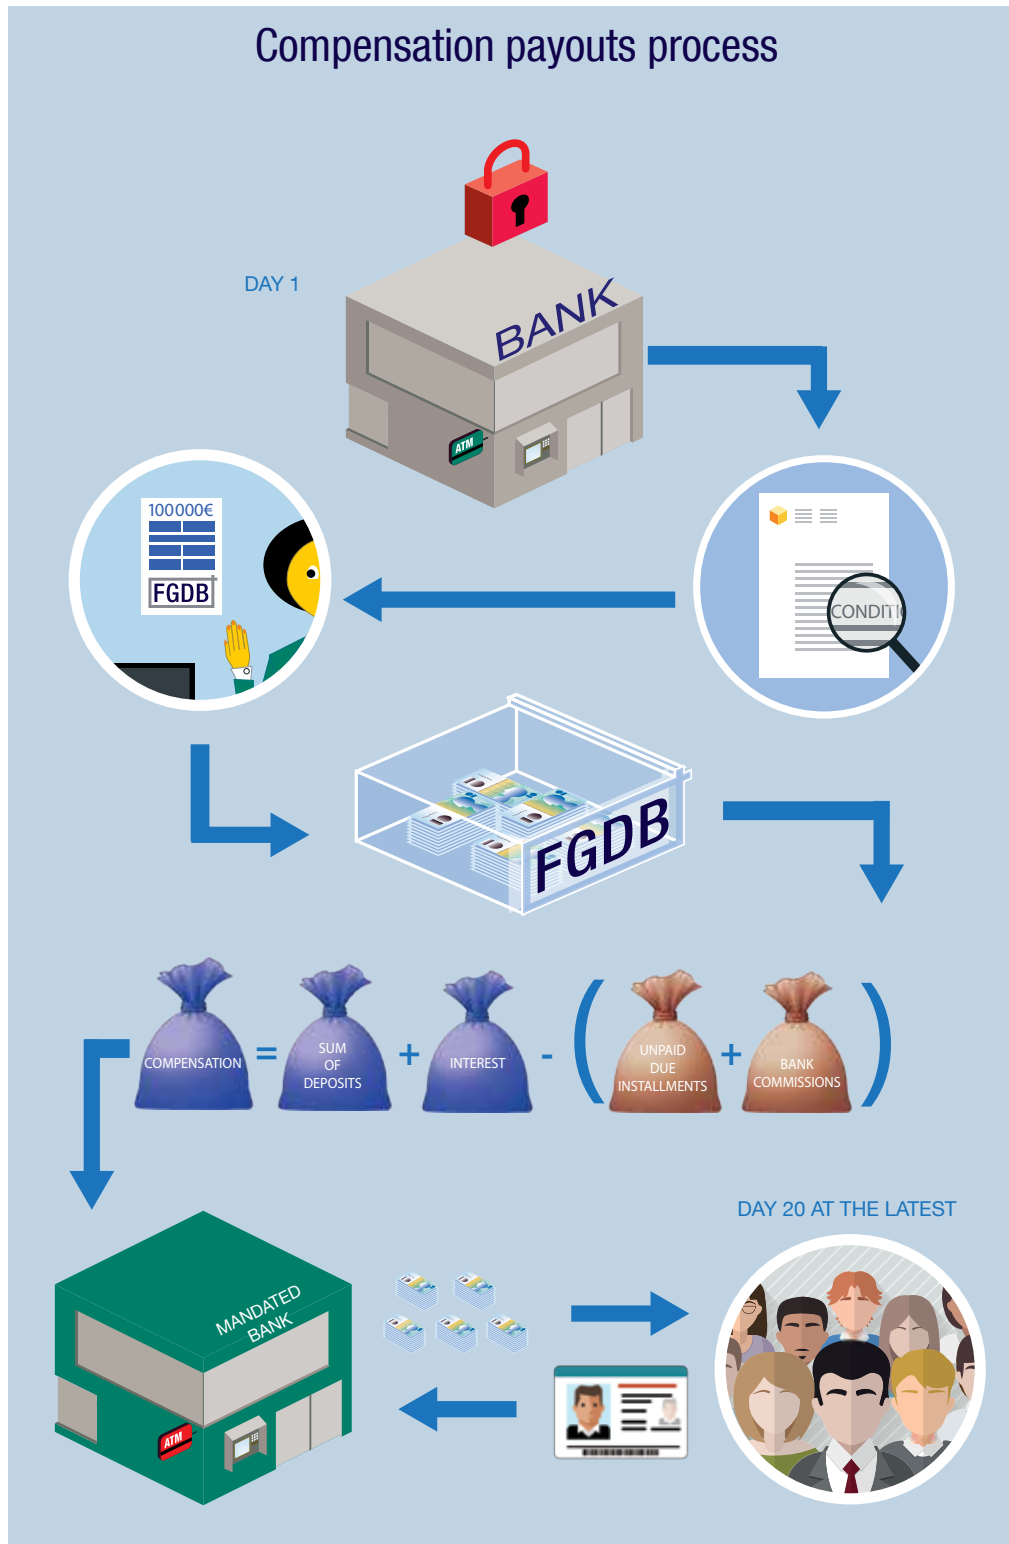 Compensation payouts process
DAY 1
BANK
ATM
100000€
FGDB
CONDITI
FGDB
COMPENSATION
=
SUM
OF
DEPOSITS
+
INTEREST
-
(
UNPAID
DUE
INSTALLMENTS
+
BANK
COMMISSIONS
)
DAY 20 AT THE LATEST
MANDATED
BANK
ATM